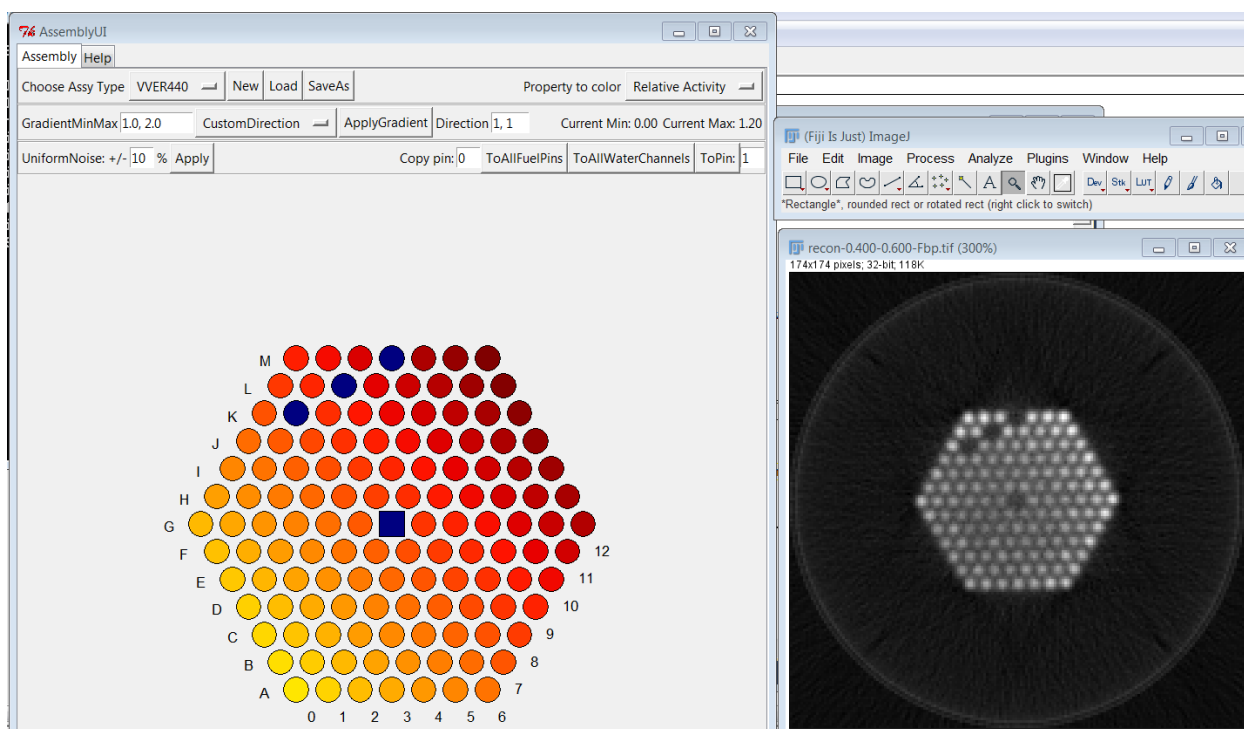 AssemblyUI
Assembly Help
Choose Assy Type VVER440 New Load SaveAs Property to color Relative Activity
GradientMinMax 1.0, 2.0 CustomDirection ApplyGradient Direction 1, 1 Current Min: 0.00 Current Max: 1.20
UniformNoise: +/- 10 % Apply Copy pin: 0 ToAllFuelPins ToAllWaterChannels ToPin: 1
M
L
K
J
I
H
G
F 12
E 11
D 10
C 9
B 8
A 7
0 1 2 3 4 5 6
(Fiji Is Just) ImageJ
File Edit Image Process Analyze Plugins Window Help
A Dev Stk LUT
*Rectangle*, rounded rect or rotated rect (right click to switch)
recon-0.400-0.600-Fbp.tif (300%)
174x174 pixels; 32-bit; 118K